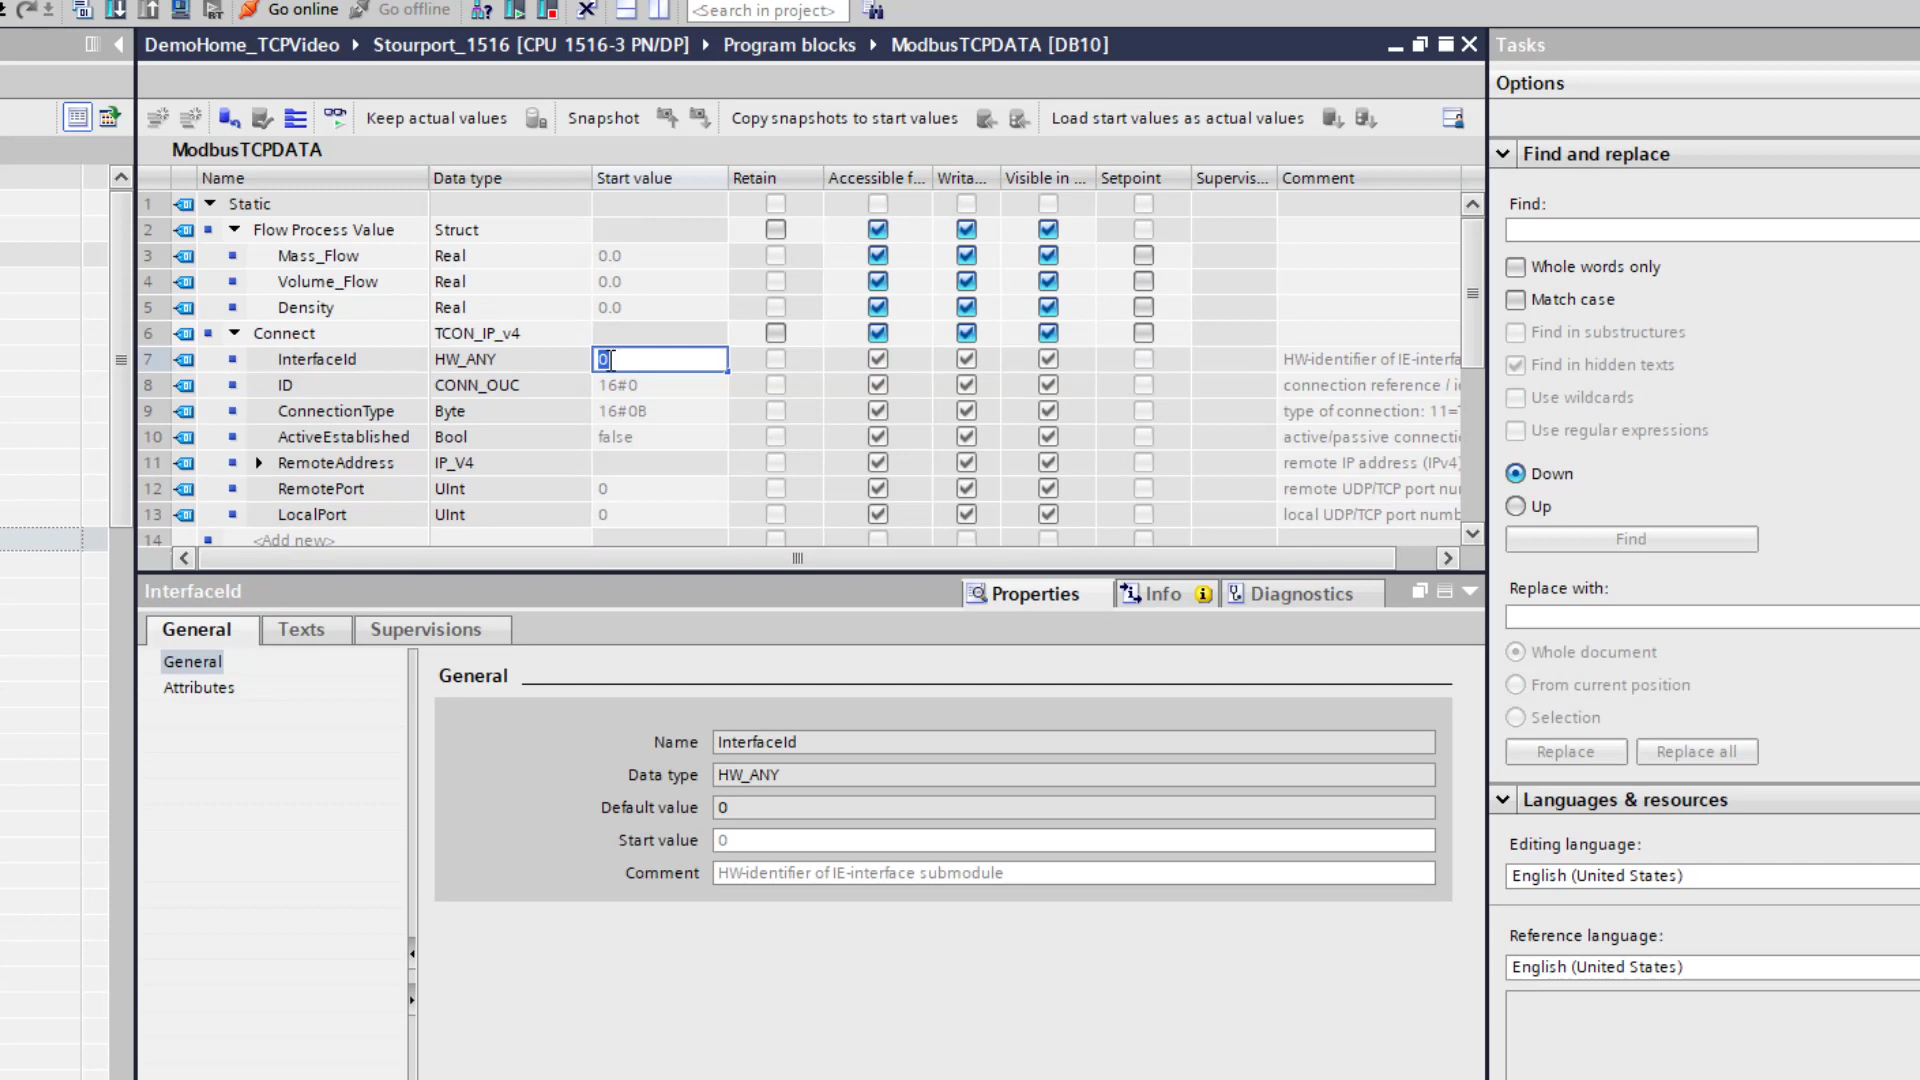 Go online Go offline <Search in project>
DemoHome_TCPVideo Stourport_1516 [CPU 1516-3 PN/DP] Program blocks ModbusTCPDATA [DB10]
Tasks
Options
Keep actual values Snapshot Copy snapshots to start values Load start values as actual values
ModbusTCPDATA
Name Data type Start value Retain Accessible f... Writa... Visible in ... Setpoint Supervis... Comment
1 Static
2 Flow Process Value Struct
3 Mass_Flow Real 0.0
4 Volume_Flow Real 0.0
5 Density Real 0.0
6 Connect TCON_IP_v4
7 InterfaceId HW_ANY 0 HW-identifier of IE-interfa
8 ID CONN_OUC 16#0 connection reference / i
9 ConnectionType Byte 16#0B type of connection: 11=
10 ActiveEstablished Bool false active/passive connecti
11 RemoteAddress IP_V4 remote IP address (IPv4)
12 RemotePort UInt 0 remote UDP/TCP port nu
13 LocalPort UInt 0 local UDP/TCP port numb
14 <Add new>
InterfaceId Properties Info Diagnostics
General Texts Supervisions
General
Attributes
General
Name InterfaceId
Data type HW_ANY
Default value 0
Start value 0
Comment HW-identifier of IE-interface submodule
Find and replace
Find:
Whole words only
Match case
Find in substructures
Find in hidden texts
Use wildcards
Use regular expressions
Down
Up
Find
Replace with:
Whole document
From current position
Selection
Replace Replace all
Languages & resources
Editing language:
English (United States)
Reference language:
English (United States)